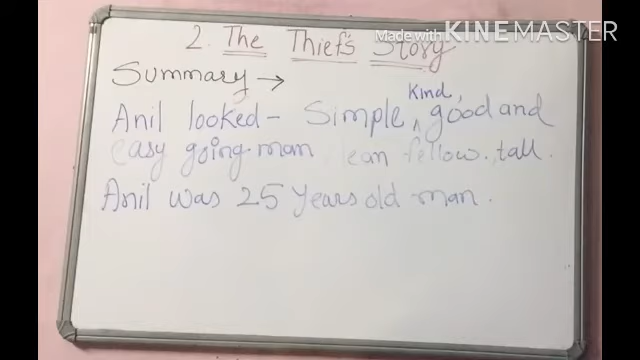 Made with KINEMASTER
2. The Thief's Story
Summary →
Kind,
Anil looked - Simple ^ good and
easy going man lean fellow. tall.
Anil was 25 years old man.